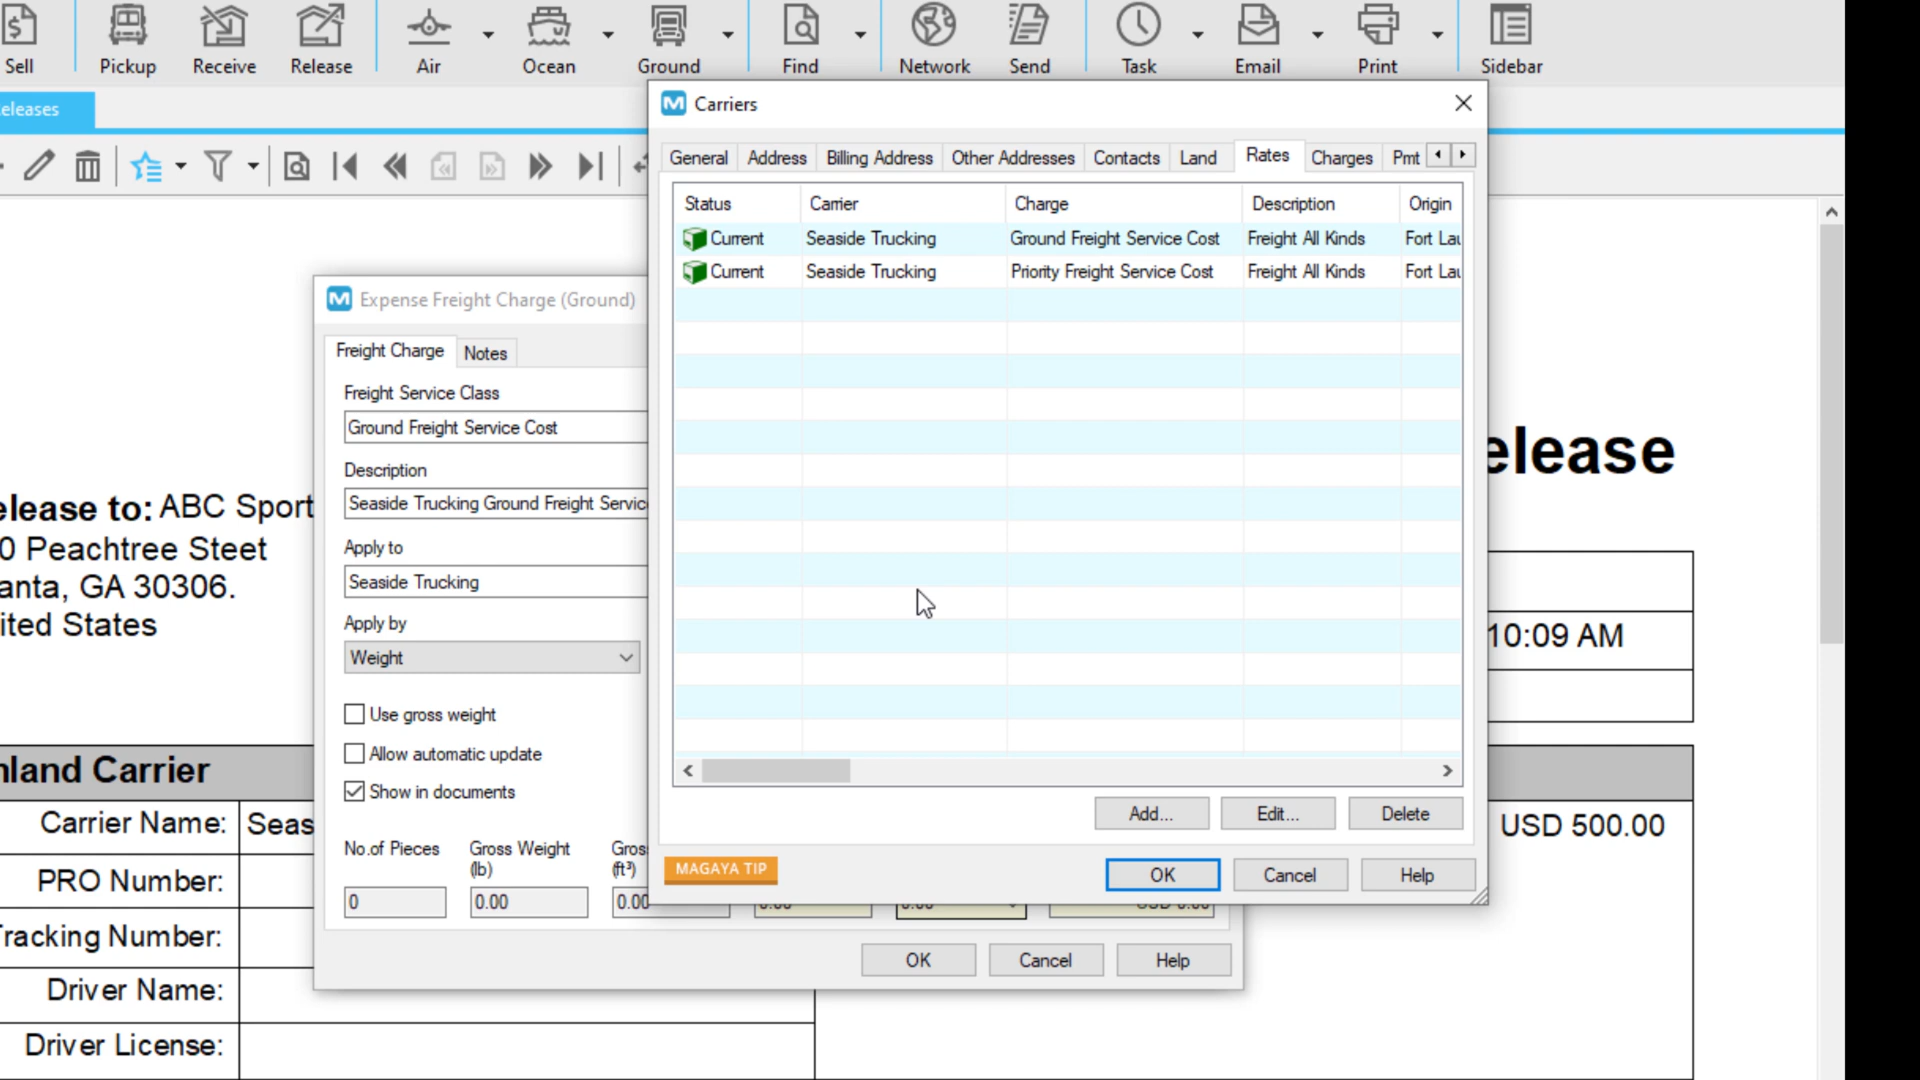 Sell Pickup Receive Release Air Ocean Ground Find Network Send Task Email Print Sidebar
eleases
Carriers
General Address Billing Address Other Addresses Contacts Land Rates Charges Pmt
Status Carrier Charge Description Origin
Current Seaside Trucking Ground Freight Service Cost Freight All Kinds Fort Lau
Current Seaside Trucking Priority Freight Service Cost Freight All Kinds Fort Lau
Add... Edit... Delete
MAGAYA TIP
OK Cancel Help
Expense Freight Charge (Ground)
Freight Charge Notes
Freight Service Class
Ground Freight Service Cost
Description
Seaside Trucking Ground Freight Servic
Apply to
Seaside Trucking
Apply by
Weight
Use gross weight
Allow automatic update
Show in documents
No.of Pieces Gross Weight (lb) Gros (ft³)
0 0.00 0.00
OK Cancel Help
elease
elease to: ABC Sport
0 Peachtree Steet
anta, GA 30306.
ited States
10:09 AM
nland Carrier
Carrier Name: Seas
USD 500.00
PRO Number:
Tracking Number:
Driver Name:
Driver License: